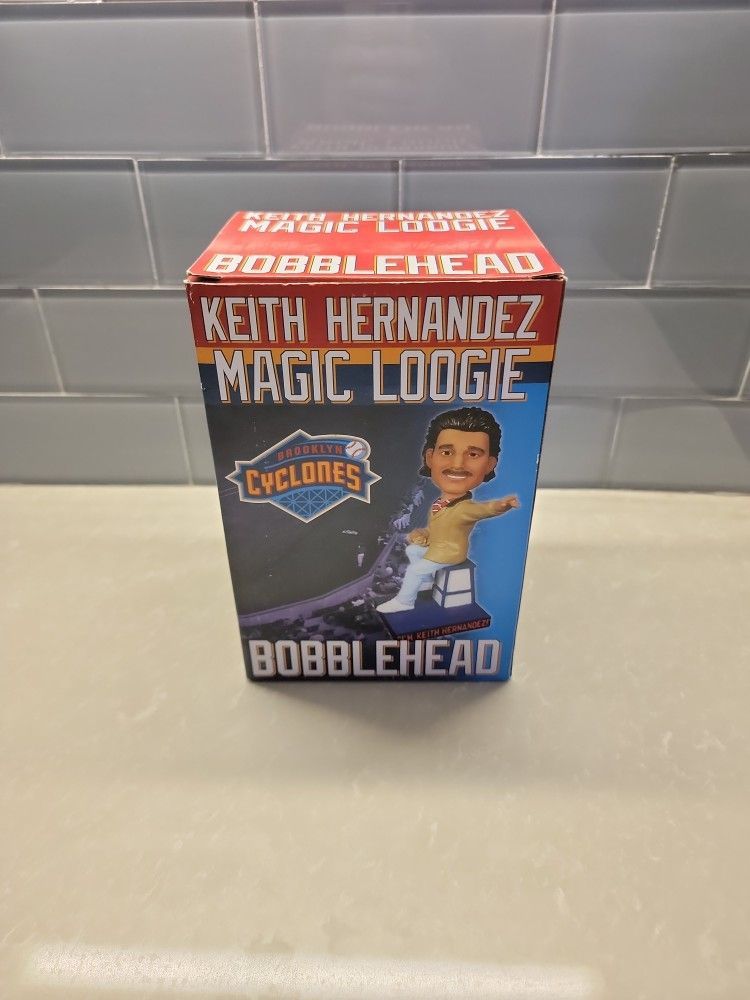 KEITH HERNANDEZ
MAGIC LOOGIE
BOBBLEHEAD
KEITH HERNANDEZ
MAGIC LOOGIE
BROOKLYN
CYCLONES
I'M KEITH HERNANDEZ!
BOBBLEHEAD